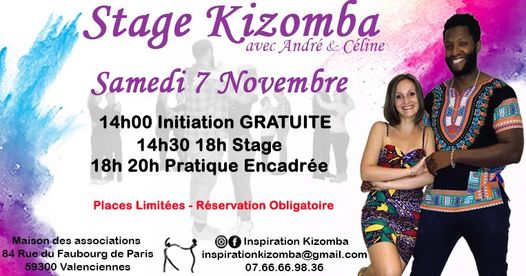 Stage Kizomba
avec André & Céline
Samedi 7 Novembre
14h00 Initiation GRATUITE
14h30 18h Stage
18h 20h Pratique Encadrée
Places Limitées - Réservation Obligatoire
Maison des associations
84 Rue du Faubourg de Paris
59300 Valenciennes
Inspiration Kizomba
inspirationkizomba@gmail.com
07.66.66.98.36